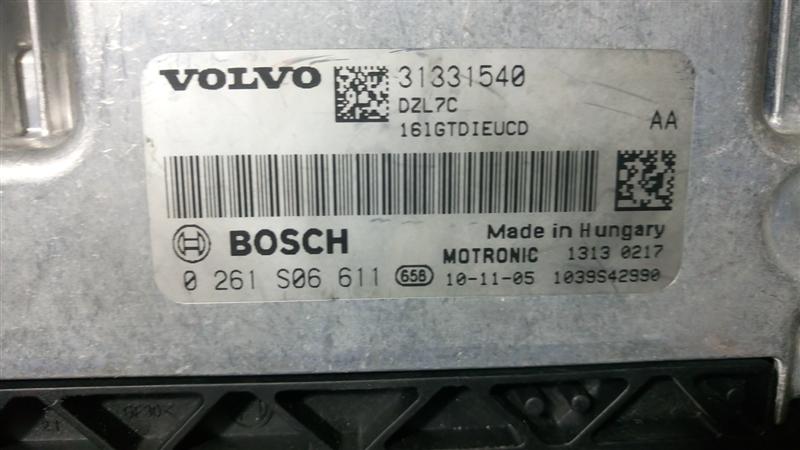 VOLVO 31331540
DZL7C
161GTDIEUCD AA
BOSCH Made in Hungary
MOTRONIC 1313 0217
0 261 S06 611 658 10-11-05 1039S42990